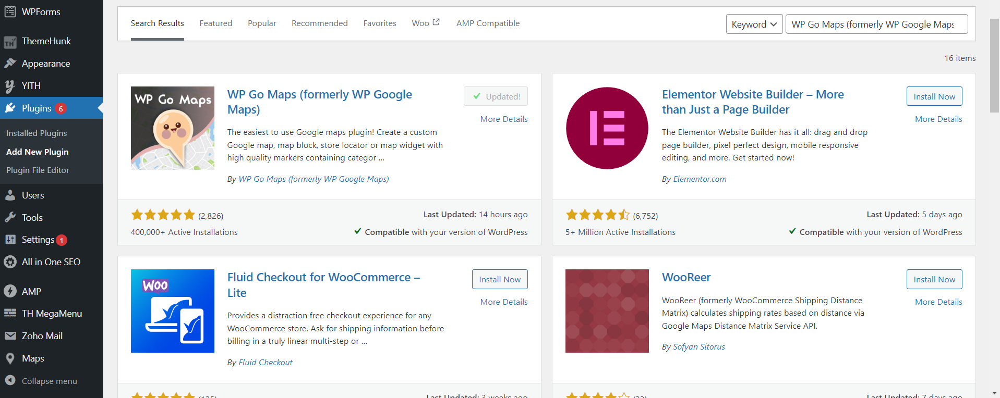 WPForms
ThemeHunk
Appearance
YITH
Plugins 6
Installed Plugins
Add New Plugin
Plugin File Editor
Users
Tools
Settings 1
All in One SEO
AMP
TH MegaMenu
Zoho Mail
Maps
Collapse menu
Search Results Featured Popular Recommended Favorites Woo AMP Compatible
Keyword WP Go Maps (formerly WP Google Maps
16 items
WP Go Maps
WP Go Maps (formerly WP Google
Maps)
Updated!
More Details
The easiest to use Google maps plugin! Create a custom
Google map, map block, store locator or map widget with
high quality markers containing categor ...
By WP Go Maps (formerly WP Google Maps)
(2,826)
Last Updated: 14 hours ago
400,000+ Active Installations
Compatible with your version of WordPress
Elementor Website Builder – More
than Just a Page Builder
Install Now
More Details
The Elementor Website Builder has it all: drag and drop
page builder, pixel perfect design, mobile responsive
editing, and more. Get started now!
By Elementor.com
(6,752)
Last Updated: 5 days ago
5+ Million Active Installations
Compatible with your version of WordPress
Woo
Fluid Checkout for WooCommerce –
Lite
Install Now
More Details
Provides a distraction free checkout experience for any
WooCommerce store. Ask for shipping information before
billing in a truly linear multi-step or ...
By Fluid Checkout
Last Updated: 3 weeks ago
WooReer
Install Now
More Details
WooReer (formerly WooCommerce Shipping Distance
Matrix) calculates shipping rates based on distance via
Google Maps Distance Matrix Service API.
By Sofyan Sitorus
Last Updated: 7 days ago